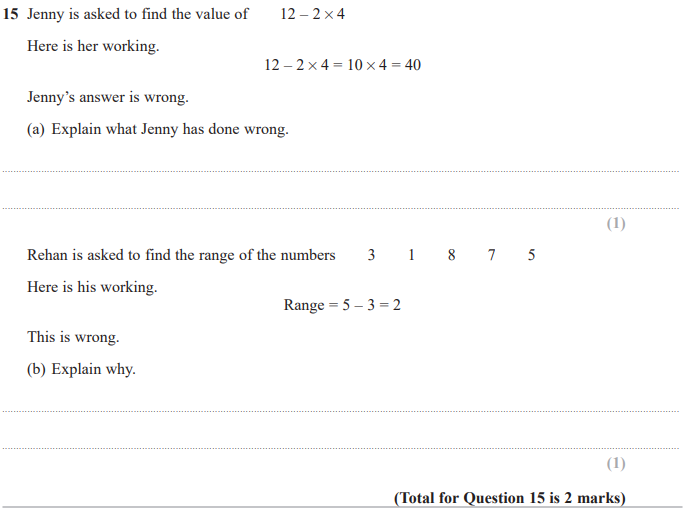 15 Jenny is asked to find the value of 12 – 2 × 4
Here is her working.
12 – 2 × 4 = 10 × 4 = 40
Jenny's answer is wrong.
(a) Explain what Jenny has done wrong.
(1)
Rehan is asked to find the range of the numbers 3 1 8 7 5
Here is his working.
Range = 5 – 3 = 2
This is wrong.
(b) Explain why.
(1)
(Total for Question 15 is 2 marks)